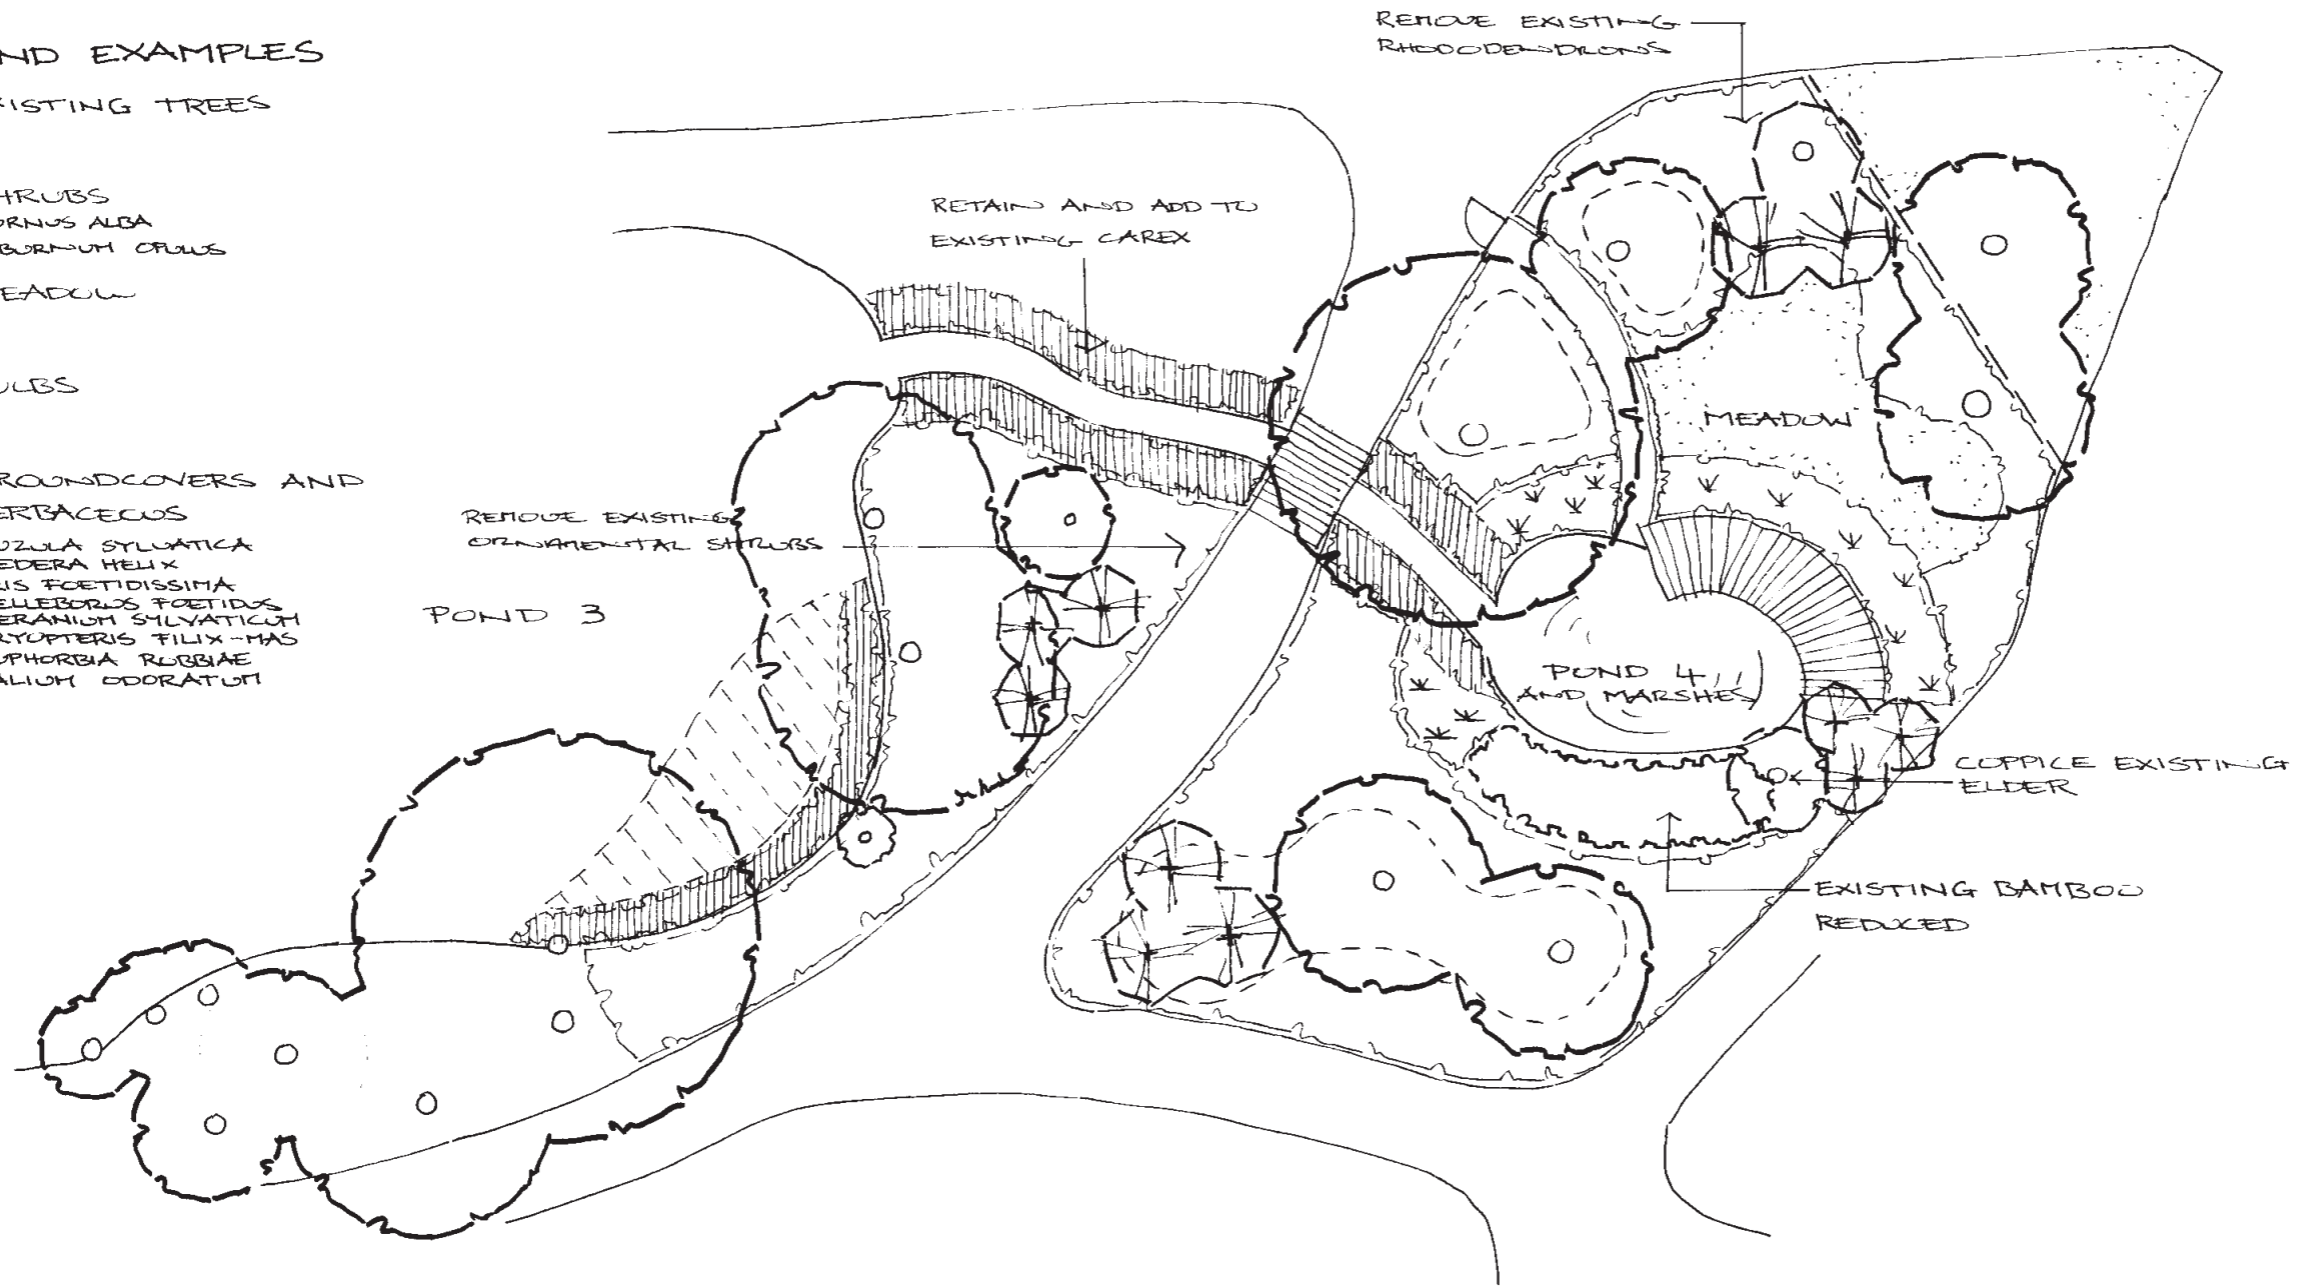 ND EXAMPLES
XISTING TREES
HRUBS
ORNUS ALBA
BURNUM OPULUS
EADOW
ULBS
ROUNDCOVERS AND
ERBACEOUS
UZULA SYLVATICA
EDERA HELIX
RIS FOETIDISSIMA
ELLEBORUS FOETIDUS
ERANIUM SYLVATICUM
RYOPTERIS FILIX-MAS
UPHORBIA ROBBIAE
ALIUM ODORATUM
REMOVE EXISTING
RHODODENDRONS
RETAIN AND ADD TO
EXISTING CAREX
MEADOW
REMOVE EXISTING
ORNAMENTAL SHRUBS
POND 3
POND 4
AND MARSHES
COPPICE EXISTING
ELDER
EXISTING BAMBOO
REDUCED